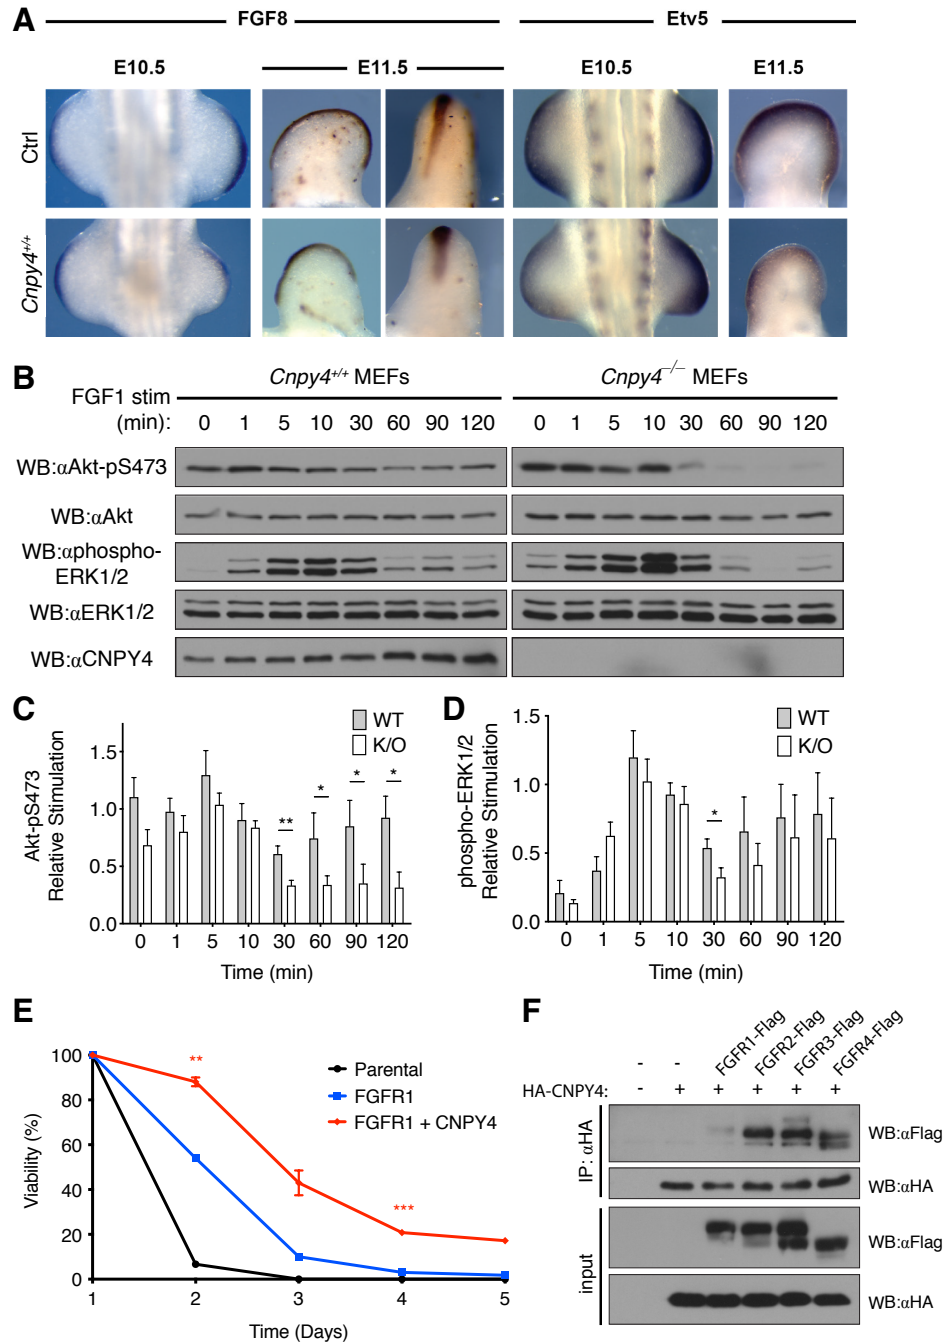 A
FGF8
Etv5
E10.5
E11.5
E10.5
E11.5
Ctrl
Cnpy4+/+
B
Cnpy4+/+ MEFs
Cnpy4−/− MEFs
FGF1 stim
(min):
0 1 5 10 30 60 90 120
0 1 5 10 30 60 90 120
WB:αAkt-pS473
WB:αAkt
WB:αphospho-
ERK1/2
WB:αERK1/2
WB:αCNPY4
C
WT
K/O
Akt-pS473
Relative Stimulation
1.5
1.0
0.5
0.0
** * * *
0 1 5 10 30 60 90 120
Time (min)
D
WT
K/O
phospho-ERK1/2
Relative Stimulation
1.5
1.0
0.5
0.0
*
0 1 5 10 30 60 90 120
Time (min)
E
Viability (%)
100
80
60
40
20
0
**
***
Parental
FGFR1
FGFR1 + CNPY4
1 2 3 4 5
Time (Days)
F
- - FGFR1-Flag FGFR2-Flag FGFR3-Flag FGFR4-Flag
HA-CNPY4: - + + + + +
IP: αHA
WB:αFlag
WB:αHA
input
WB:αFlag
WB:αHA